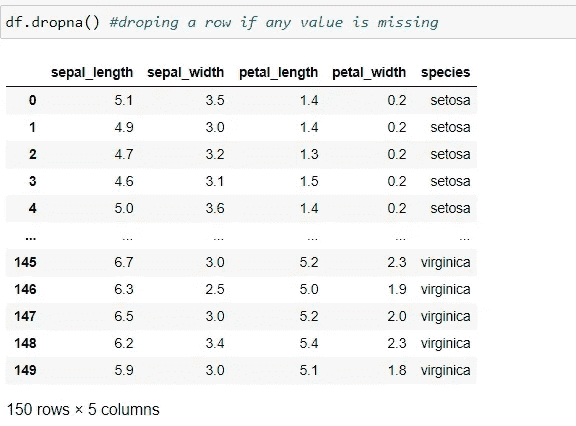 df.dropna() #droping a row if any value is missing
sepal_length sepal_width petal_length petal_width species
0 5.1 3.5 1.4 0.2 setosa
1 4.9 3.0 1.4 0.2 setosa
2 4.7 3.2 1.3 0.2 setosa
3 4.6 3.1 1.5 0.2 setosa
4 5.0 3.6 1.4 0.2 setosa
... ... ... ... ... ...
145 6.7 3.0 5.2 2.3 virginica
146 6.3 2.5 5.0 1.9 virginica
147 6.5 3.0 5.2 2.0 virginica
148 6.2 3.4 5.4 2.3 virginica
149 5.9 3.0 5.1 1.8 virginica
150 rows × 5 columns